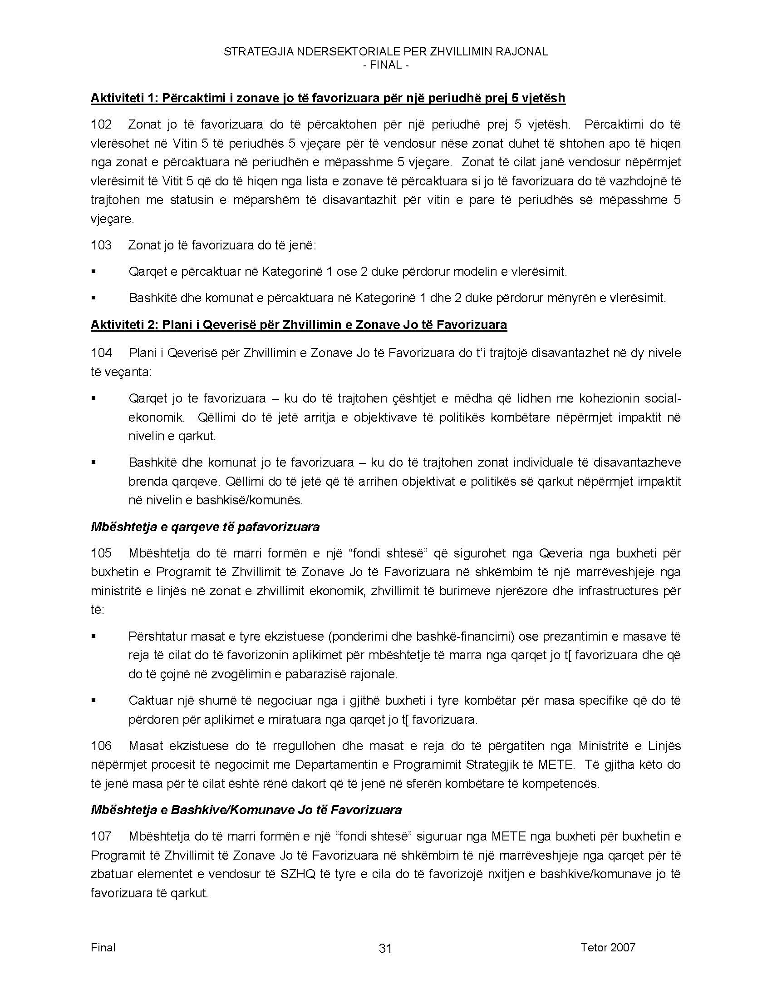 STRATEGJIA NDERSEKTORIALE PER ZHVILLIMIN RAJONAL
- FINAL -
Aktiviteti 1: Përcaktimi i zonave jo të favorizuara për një periudhë prej 5 vjetësh
102 Zonat jo të favorizuara do të përcaktohen për një periudhë prej 5 vjetësh. Përcaktimi do të
vlerësohet në Vitin 5 të periudhës 5 vjeçare për të vendosur nëse zonat duhet të shtohen apo të hiqen
nga zonat e përcaktuara në periudhën e mëpasshme 5 vjeçare. Zonat të cilat janë vendosur nëpërmjet
vlerësimit të Vitit 5 që do të hiqen nga lista e zonave të përcaktuara si jo të favorizuara do të vazhdojnë të
trajtohen me statusin e mëparshëm të disavantazhit për vitin e pare të periudhës së mëpasshme 5
vjeçare.
103 Zonat jo të favorizuara do të jenë:
▪ Qarqet e përcaktuar në Kategorinë 1 ose 2 duke përdorur modelin e vlerësimit.
▪ Bashkitë dhe komunat e përcaktuara në Kategorinë 1 dhe 2 duke përdorur mënyrën e vlerësimit.
Aktiviteti 2: Plani i Qeverisë për Zhvillimin e Zonave Jo të Favorizuara
104 Plani i Qeverisë për Zhvillimin e Zonave Jo të Favorizuara do t’i trajtojë disavantazhet në dy nivele
të veçanta:
▪ Qarqet jo te favorizuara – ku do të trajtohen çështjet e mëdha që lidhen me kohezionin social-
ekonomik. Qëllimi do të jetë arritja e objektivave të politikës kombëtare nëpërmjet impaktit në
nivelin e qarkut.
▪ Bashkitë dhe komunat jo te favorizuara – ku do të trajtohen zonat individuale të disavantazheve
brenda qarqeve. Qëllimi do të jetë që të arrihen objektivat e politikës së qarkut nëpërmjet impaktit
në nivelin e bashkisë/komunës.
Mbështetja e qarqeve të pafavorizuara
105 Mbështetja do të marri formën e një “fondi shtesë” që sigurohet nga Qeveria nga buxheti për
buxhetin e Programit të Zhvillimit të Zonave Jo të Favorizuara në shkëmbim të një marrëveshjeje nga
ministritë e linjës në zonat e zhvillimit ekonomik, zhvillimit të burimeve njerëzore dhe infrastructures për
të:
▪ Përshtatur masat e tyre ekzistuese (ponderimi dhe bashkë-financimi) ose prezantimin e masave të
reja të cilat do të favorizonin aplikimet për mbështetje të marra nga qarqet jo t[ favorizuara dhe që
do të çojnë në zvogëlimin e pabarazisë rajonale.
▪ Caktuar një shumë të negociuar nga i gjithë buxheti i tyre kombëtar për masa specifike që do të
përdoren për aplikimet e miratuara nga qarqet jo t[ favorizuara.
106 Masat ekzistuese do të rregullohen dhe masat e reja do të përgatiten nga Ministritë e Linjës
nëpërmjet procesit të negocimit me Departamentin e Programimit Strategjik të METE. Të gjitha këto do
të jenë masa për të cilat është rënë dakort që të jenë në sferën kombëtare të kompetencës.
Mbështetja e Bashkive/Komunave Jo të Favorizuara
107 Mbështetja do të marri formën e një “fondi shtesë” siguruar nga METE nga buxheti për buxhetin e
Programit të Zhvillimit të Zonave Jo të Favorizuara në shkëmbim të një marrëveshjeje nga qarqet për të
zbatuar elementet e vendosur të SZHQ të tyre e cila do të favorizojë nxitjen e bashkive/komunave jo të
favorizuara të qarkut.
Final 31 Tetor 2007